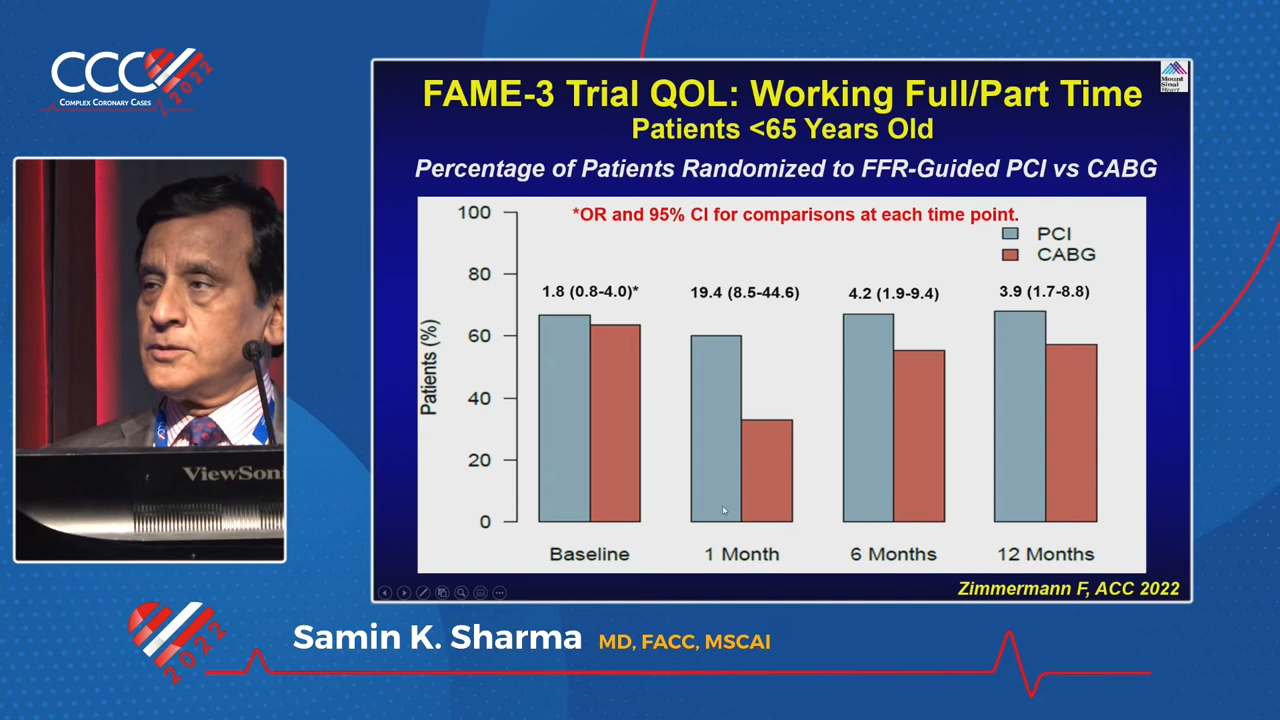 CCC
2022
COMPLEX CORONARY CASES
Mount
Sinai
Heart
FAME-3 Trial QOL: Working Full/Part Time
Patients <65 Years Old
Percentage of Patients Randomized to FFR-Guided PCI vs CABG
*OR and 95% CI for comparisons at each time point.
PCI
CABG
1.8 (0.8-4.0)*
19.4 (8.5-44.6)
4.2 (1.9-9.4)
3.9 (1.7-8.8)
Patients (%)
100
80
60
40
20
0
Baseline
1 Month
6 Months
12 Months
Zimmermann F, ACC 2022
ViewSoni
2022
Samin K. Sharma MD, FACC, MSCAI